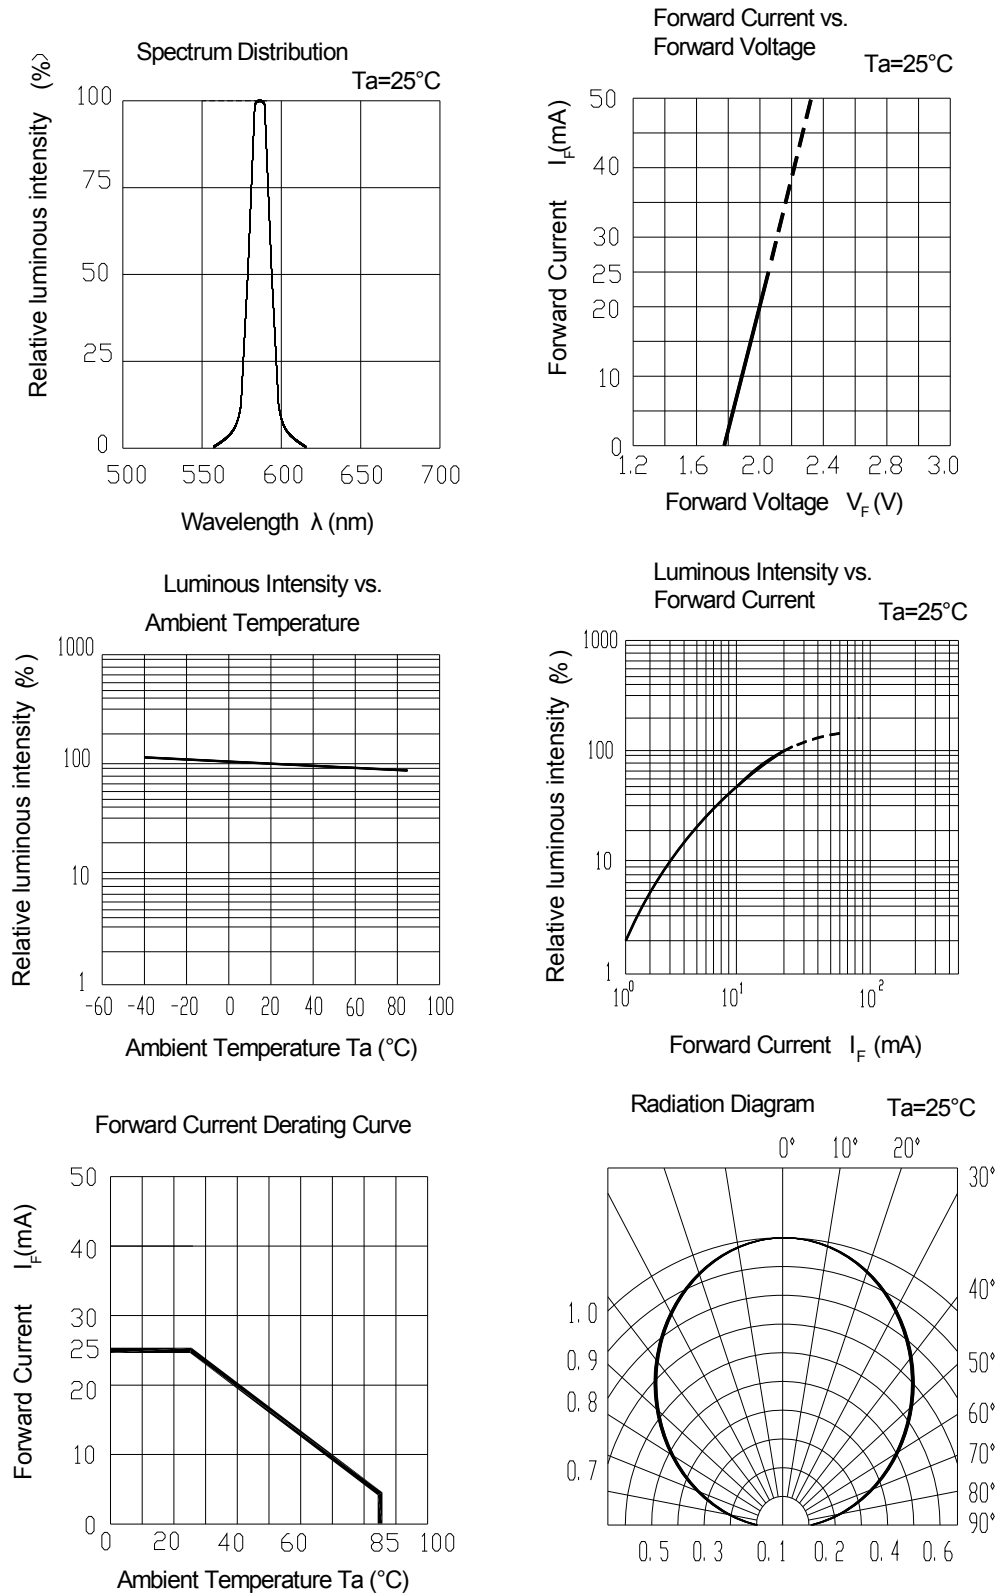 Spectrum Distribution
Ta=25°C
Relative luminous intensity (%)
100
75
50
25
0
500 550 600 650 700
Wavelength λ (nm)
Forward Current vs.
Forward Voltage
Ta=25°C
Forward Current I_F(mA)
50
40
30
25
20
10
0
1.2 1.6 2.0 2.4 2.8 3.0
Forward Voltage V_F (V)
Luminous Intensity vs.
Ambient Temperature
Relative luminous intensity (%)
1000
100
10
1
-60 -40 -20 0 20 40 60 80 100
Ambient Temperature Ta (°C)
Luminous Intensity vs.
Forward Current
Ta=25°C
Relative luminous intensity (%)
1000
100
10
1
10⁰ 10¹ 10²
Forward Current I_F (mA)
Forward Current Derating Curve
Forward Current I_F(mA)
50
40
30
25
20
10
0
0 20 40 60 85 100
Ambient Temperature Ta (°C)
Radiation Diagram
Ta=25°C
0° 10° 20°
30°
40°
50°
60°
70°
80°
90°
1.0
0.9
0.8
0.7
0.5 0.3 0.1 0.2 0.4 0.6